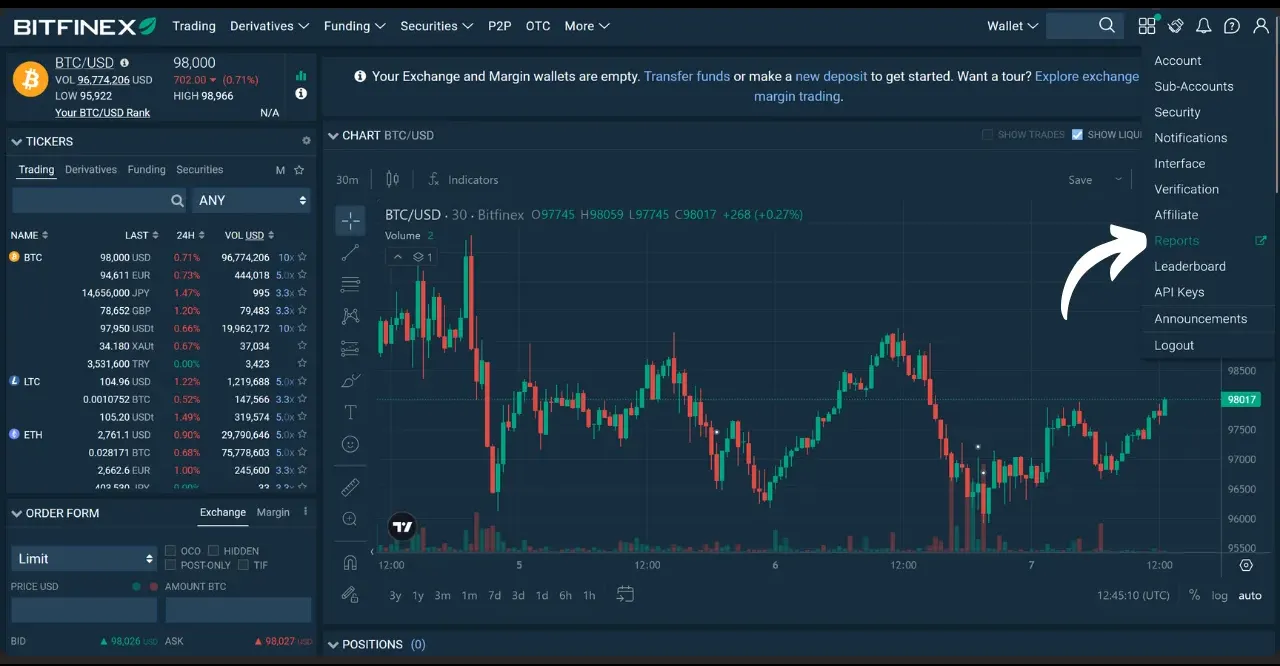 BITFINEX Trading Derivatives Funding Securities P2P OTC More Wallet
BTC/USD 98,000
VOL 96,774,206 USD 702.00 (0.71%)
LOW 95,922 HIGH 98,966
Your BTC/USD Rank N/A
Your Exchange and Margin wallets are empty. Transfer funds or make a new deposit to get started. Want a tour? Explore exchange
margin trading.
Account
Sub-Accounts
Security
Notifications
Interface
Verification
Affiliate
Reports
Leaderboard
API Keys
Announcements
Logout
TICKERS
Trading Derivatives Funding Securities M
ANY
NAME LAST 24H VOL USD
BTC 98,000 USD 0.71% 96,774,206 10x
94,611 EUR 0.73% 444,018 5.0x
14,656,000 JPY 1.47% 995 3.3x
78,652 GBP 1.20% 79,483 3.3x
97,950 USDt 0.66% 19,962,172 10x
34.180 XAUt 0.67% 37,034
3,531,600 TRY 0.00% 3,423
LTC 104.96 USD 1.22% 1,219,688 5.0x
0.0010752 BTC 0.52% 147,566 3.3x
105.20 USDt 1.49% 319,574 5.0x
ETH 2,761.1 USD 0.90% 29,790,646 5.0x
0.028171 BTC 0.68% 75,778,603 5.0x
2,662.6 EUR 1.00% 245,600 3.3x
403,530 JPY 0.00% 33 3.3x
ORDER FORM Exchange Margin
Limit OCO HIDDEN
POST-ONLY TIF
PRICE USD AMOUNT BTC
BID 98,026 USD ASK 98,027 USD
CHART BTC/USD SHOW TRADES SHOW LIQU
30m Indicators Save
BTC/USD · 30 · Bitfinex O97745 H98059 L97745 C98017 +268 (+0.27%)
Volume 2
1
98500
98017
97500
97000
96500
96000
95500
12:00 5 12:00 6 12:00 7 12:00
3y 1y 3m 1m 7d 3d 1d 6h 1h 12:45:10 (UTC) % log auto
POSITIONS (0)